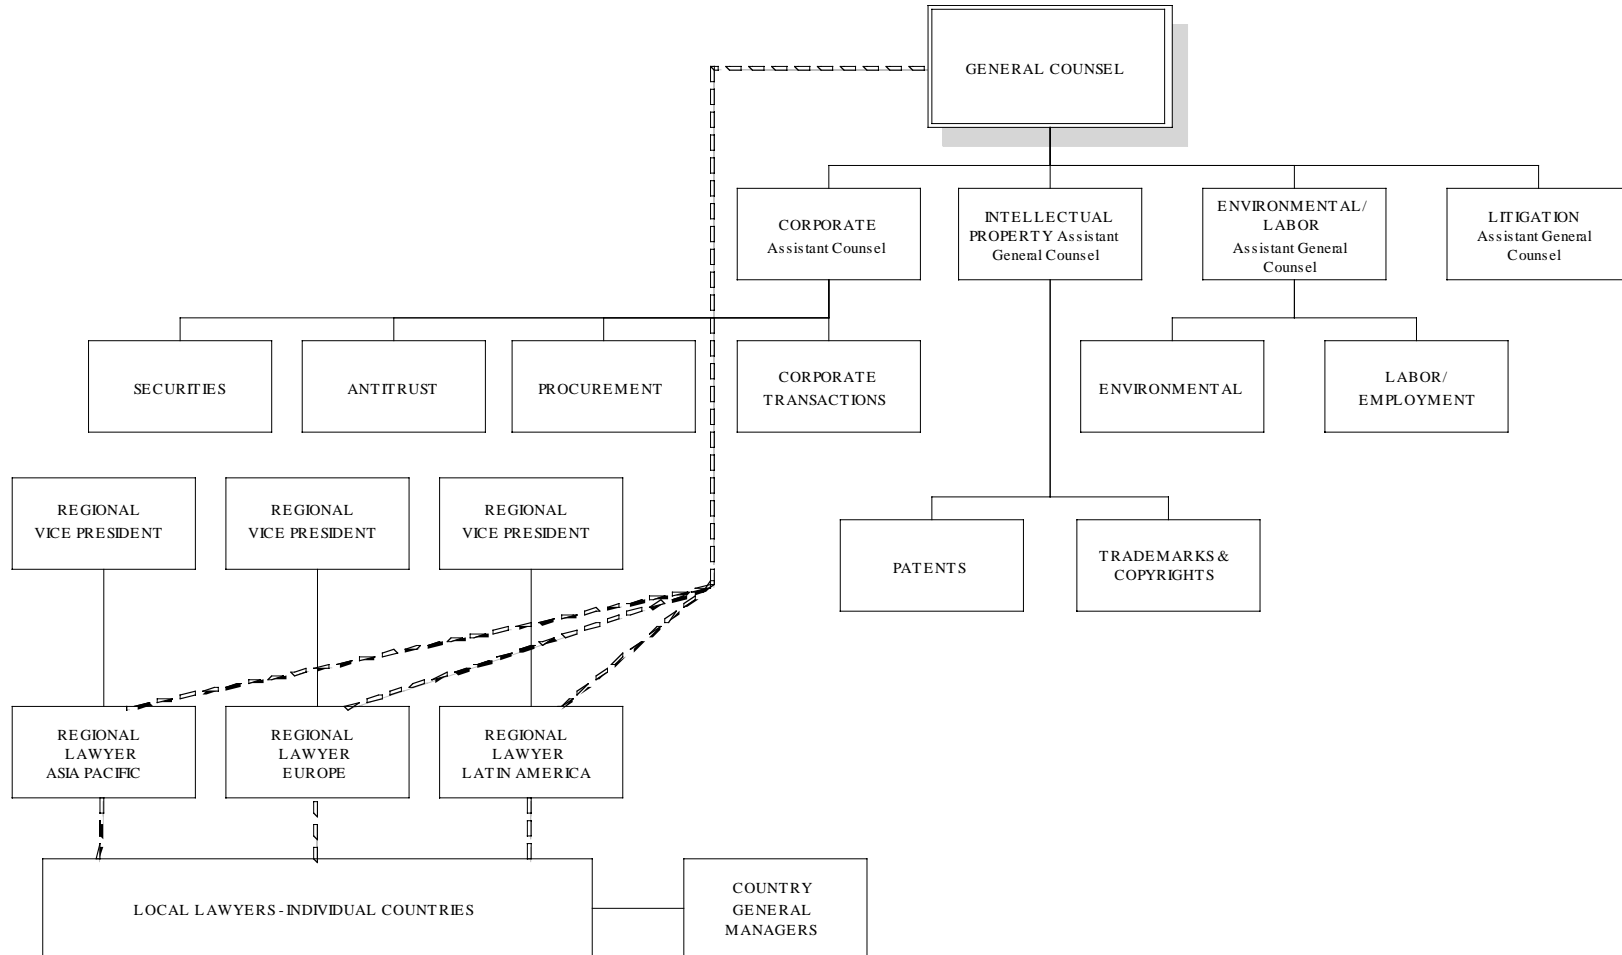 GENERAL COUNSEL
CORPORATE
Assistant Counsel
INTELLECTUAL
PROPERTY Assistant
General Counsel
ENVIRONMENTAL/
LABOR
Assistant General
Counsel
LITIGATION
Assistant General
Counsel
SECURITIES
ANTITRUST
PROCUREMENT
CORPORATE
TRANSACTIONS
ENVIRONMENTAL
LABOR/
EMPLOYMENT
REGIONAL
VICE PRESIDENT
REGIONAL
VICE PRESIDENT
REGIONAL
VICE PRESIDENT
PATENTS
TRADEMARKS &
COPYRIGHTS
REGIONAL
LAWYER
ASIA PACIFIC
REGIONAL
LAWYER
EUROPE
REGIONAL
LAWYER
LATIN AMERICA
LOCAL LAWYERS - INDIVIDUAL COUNTRIES
COUNTRY
GENERAL
MANAGERS